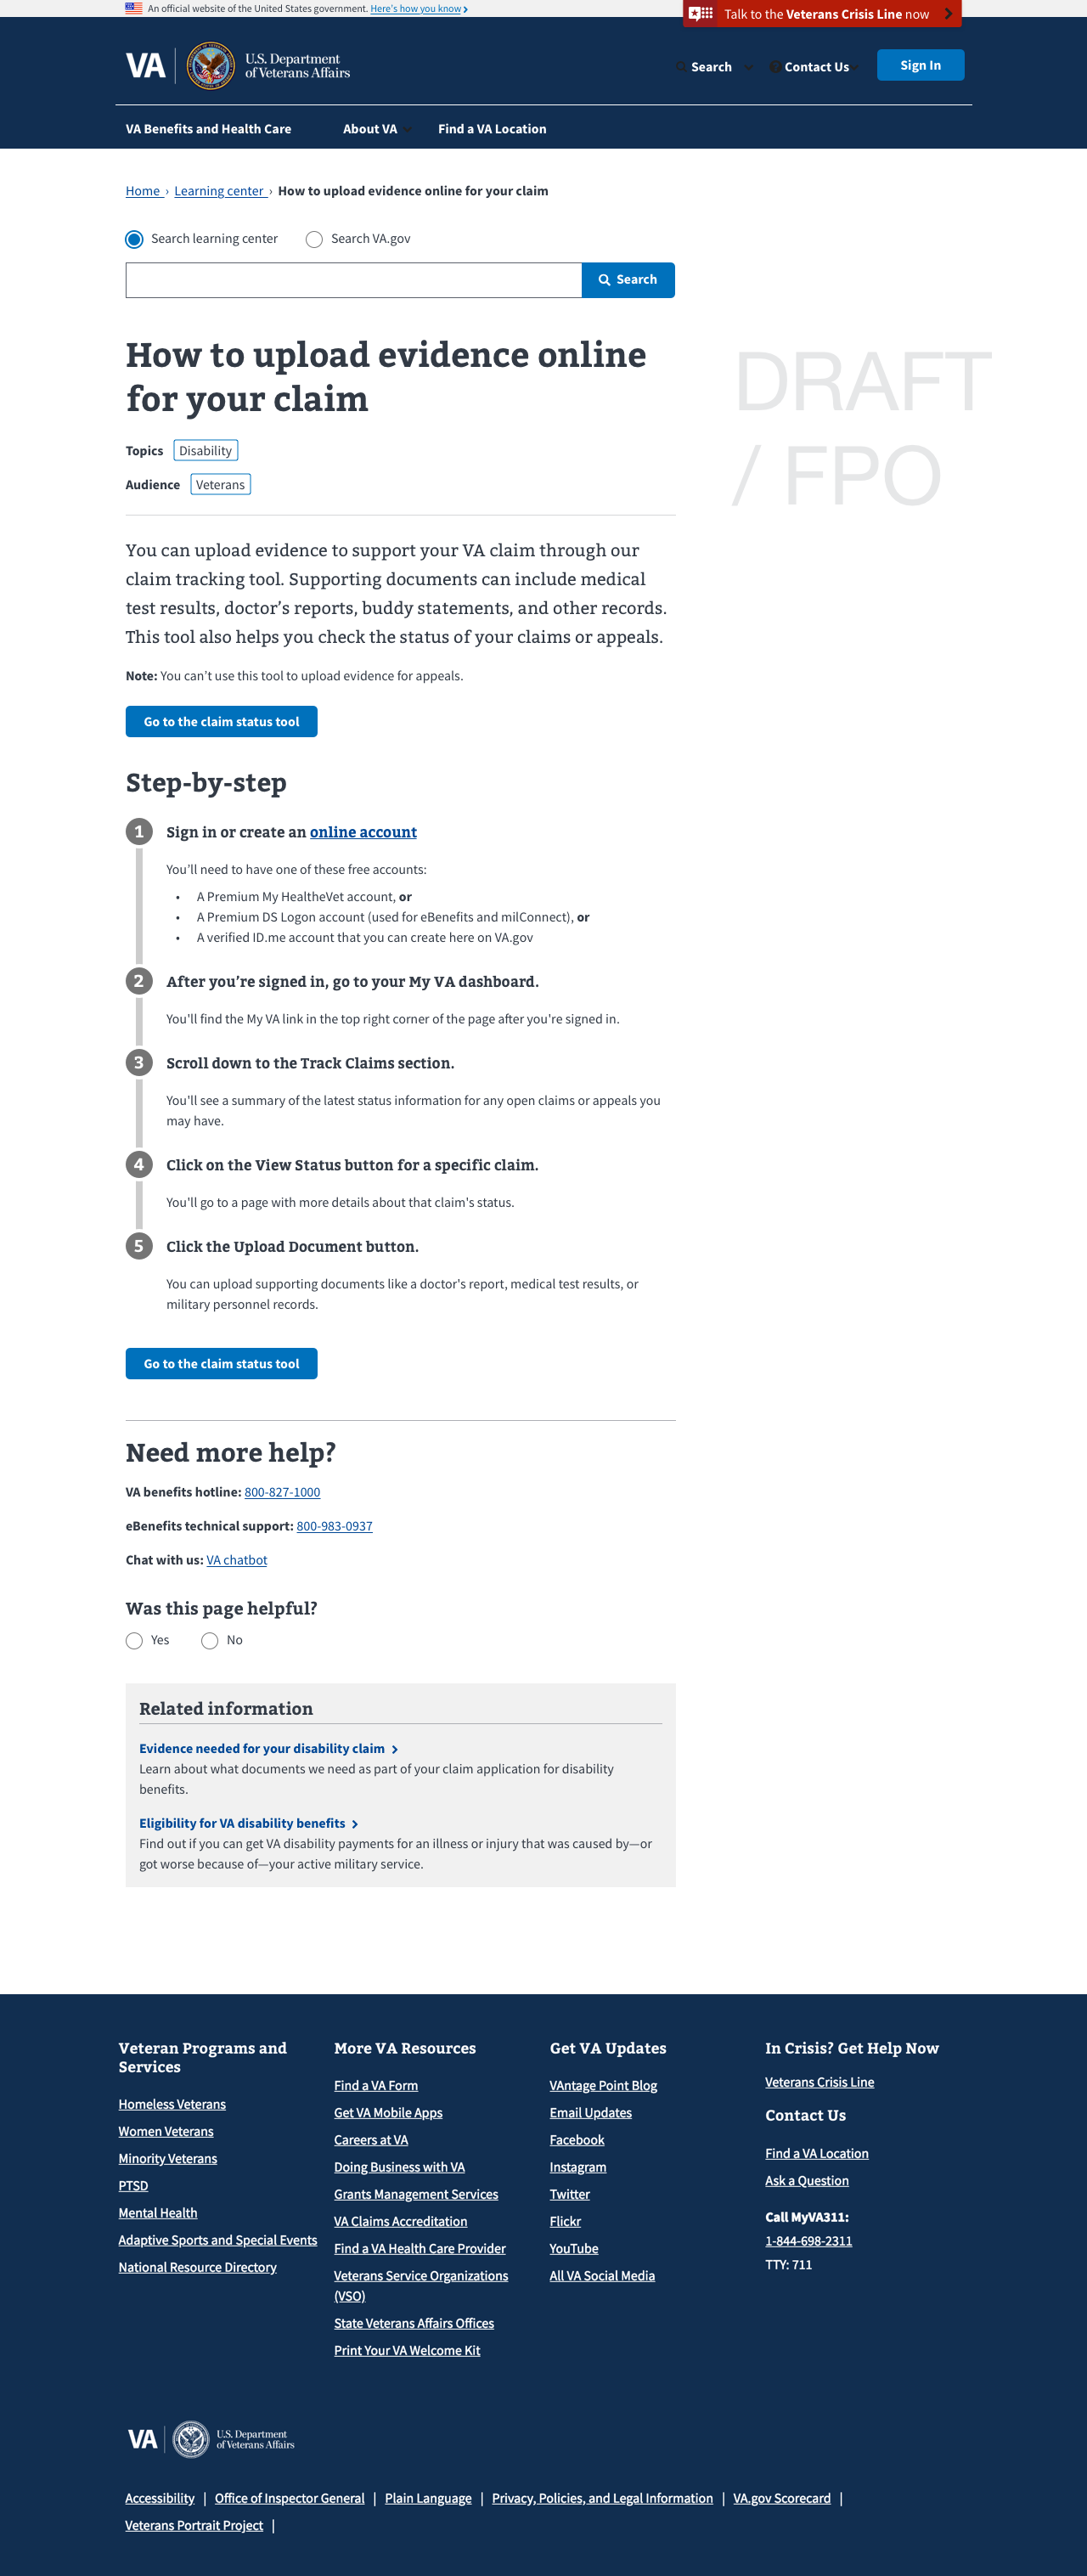 An official website of the United States government. Here's how you know
Talk to the Veterans Crisis Line now
VA
U.S. Department
of Veterans Affairs
Search
Contact Us
Sign In
VA Benefits and Health Care
About VA
Find a VA Location
Home › Learning center › How to upload evidence online for your claim
Search learning center
Search VA.gov
Search
How to upload evidence online
for your claim
DRAFT
/ FPO
Topics Disability
Audience Veterans
You can upload evidence to support your VA claim through our
claim tracking tool. Supporting documents can include medical
test results, doctor’s reports, buddy statements, and other records.
This tool also helps you check the status of your claims or appeals.
Note: You can’t use this tool to upload evidence for appeals.
Go to the claim status tool
Step-by-step
1 Sign in or create an online account
You’ll need to have one of these free accounts:
• A Premium My HealtheVet account, or
• A Premium DS Logon account (used for eBenefits and milConnect), or
• A verified ID.me account that you can create here on VA.gov
2 After you’re signed in, go to your My VA dashboard.
You'll find the My VA link in the top right corner of the page after you're signed in.
3 Scroll down to the Track Claims section.
You'll see a summary of the latest status information for any open claims or appeals you
may have.
4 Click on the View Status button for a specific claim.
You'll go to a page with more details about that claim's status.
5 Click the Upload Document button.
You can upload supporting documents like a doctor's report, medical test results, or
military personnel records.
Go to the claim status tool
Need more help?
VA benefits hotline: 800-827-1000
eBenefits technical support: 800-983-0937
Chat with us: VA chatbot
Was this page helpful?
Yes
No
Related information
Evidence needed for your disability claim
Learn about what documents we need as part of your claim application for disability
benefits.
Eligibility for VA disability benefits
Find out if you can get VA disability payments for an illness or injury that was caused by—or
got worse because of—your active military service.
Veteran Programs and
Services
Homeless Veterans
Women Veterans
Minority Veterans
PTSD
Mental Health
Adaptive Sports and Special Events
National Resource Directory
More VA Resources
Find a VA Form
Get VA Mobile Apps
Careers at VA
Doing Business with VA
Grants Management Services
VA Claims Accreditation
Find a VA Health Care Provider
Veterans Service Organizations
(VSO)
State Veterans Affairs Offices
Print Your VA Welcome Kit
Get VA Updates
VAntage Point Blog
Email Updates
Facebook
Instagram
Twitter
Flickr
YouTube
All VA Social Media
In Crisis? Get Help Now
Veterans Crisis Line
Contact Us
Find a VA Location
Ask a Question
Call MyVA311:
1-844-698-2311
TTY: 711
VA
U.S. Department
of Veterans Affairs
Accessibility | Office of Inspector General | Plain Language | Privacy, Policies, and Legal Information | VA.gov Scorecard |
Veterans Portrait Project |